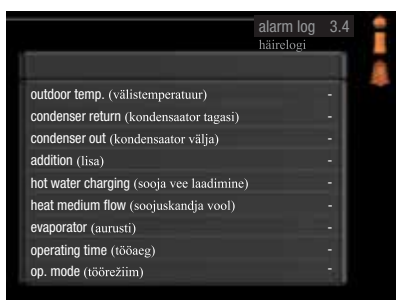 alarm log 3.4
häirelogi
outdoor temp. (välistemperatuur) -
condenser return (kondensaator tagasi) -
condenser out (kondensaator välja) -
addition (lisa) -
hot water charging (sooja vee laadimine) -
heat medium flow (soojuskandja vool) -
evaporator (aurusti) -
operating time (tööaeg) -
op. mode (töörežiim) -